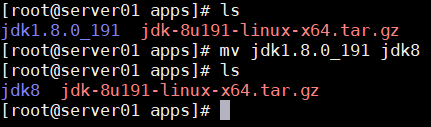 [root@server01 apps]# ls
jdk1.8.0_191 jdk-8u191-linux-x64.tar.gz
[root@server01 apps]# mv jdk1.8.0_191 jdk8
[root@server01 apps]# ls
jdk8 jdk-8u191-linux-x64.tar.gz
[root@server01 apps]#